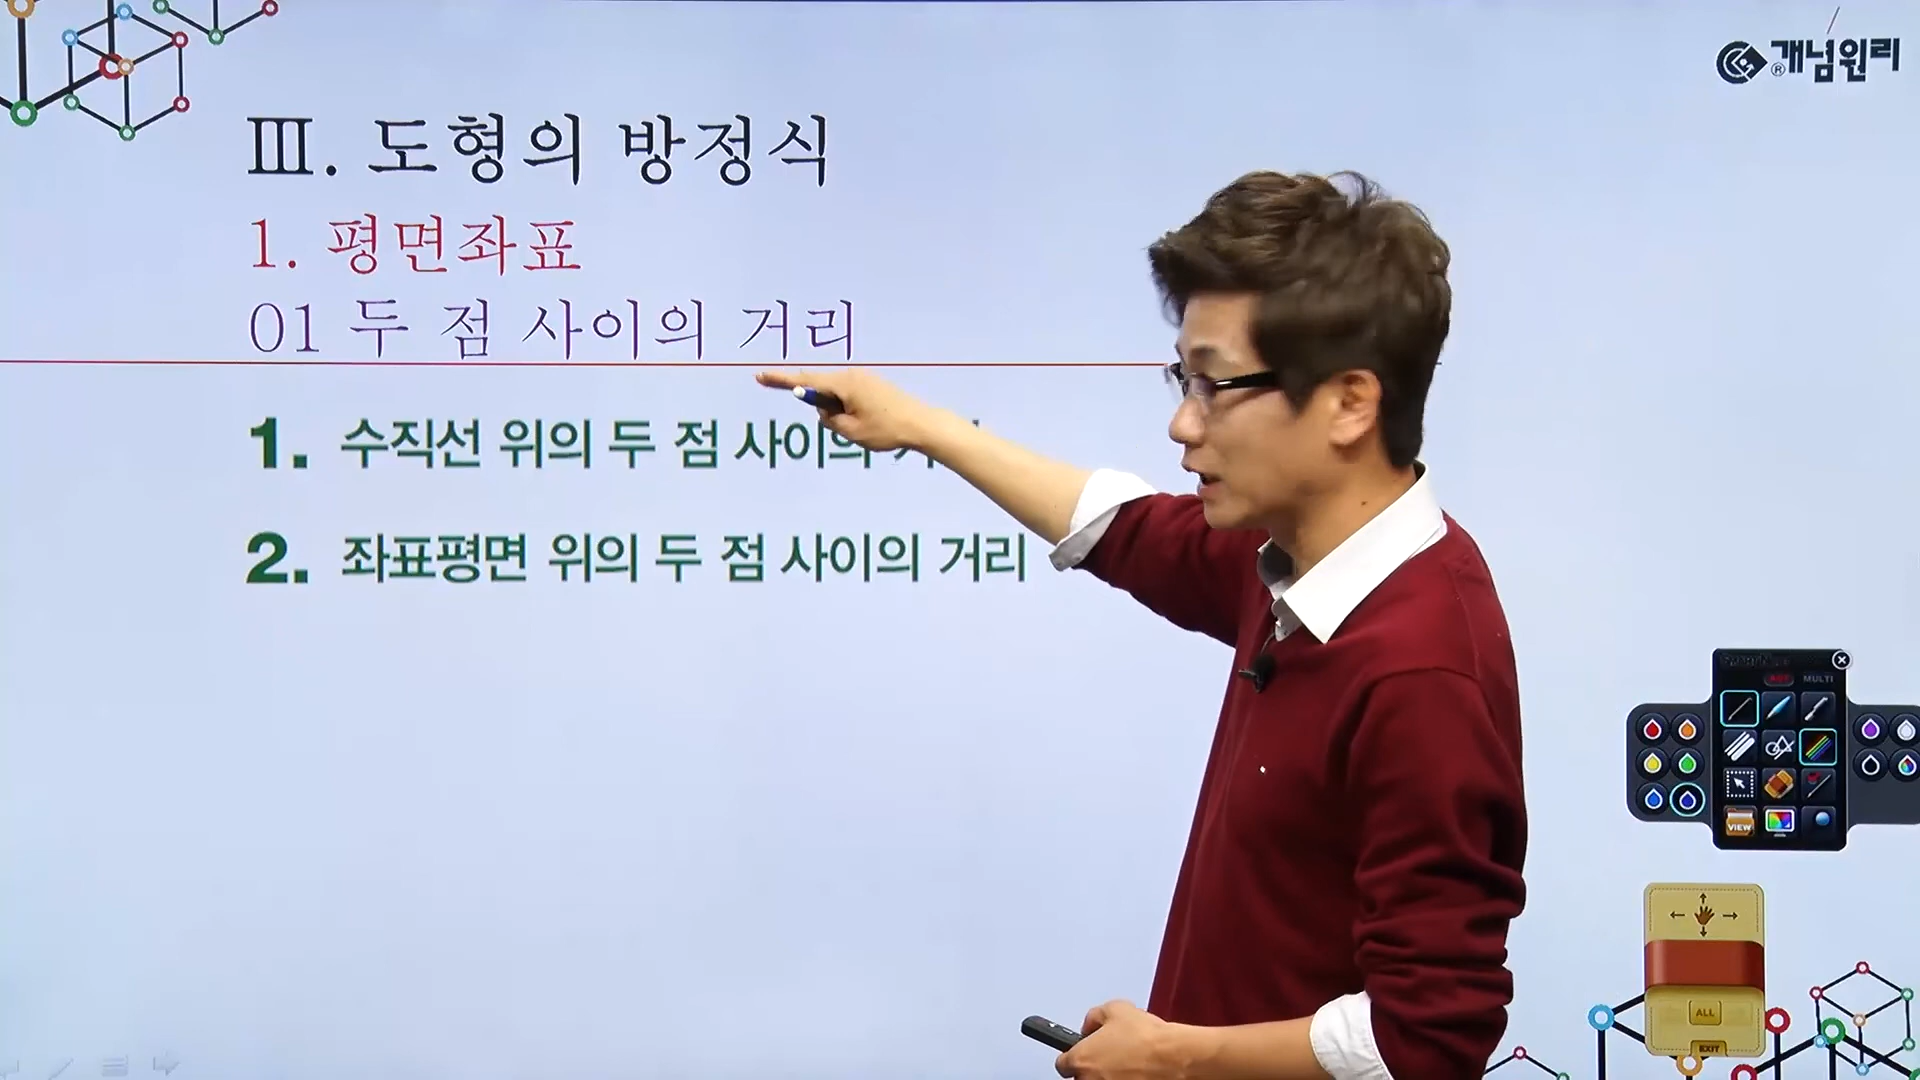 개념원리
Ⅲ. 도형의 방정식
1. 평면좌표
01 두 점 사이의 거리
1. 수직선 위의 두 점 사이의
2. 좌표평면 위의 두 점 사이의 거리
MULTI
VIEW
ALL
EXIT